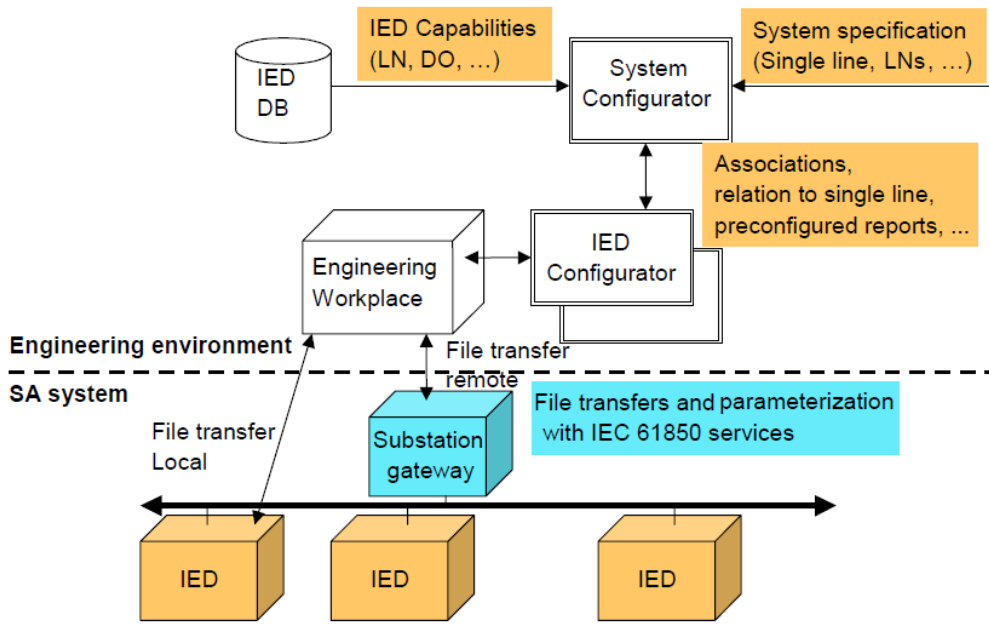 IED Capabilities
(LN, DO, ...)
System specification
(Single line, LNs, ...)
IED
DB
System
Configurator
Associations,
relation to single line,
preconfigured reports, ...
Engineering
Workplace
IED
Configurator
Engineering environment
File transfer
remote
SA system
File transfer
Local
Substation
gateway
File transfers and parameterization
with IEC 61850 services
IED
IED
IED